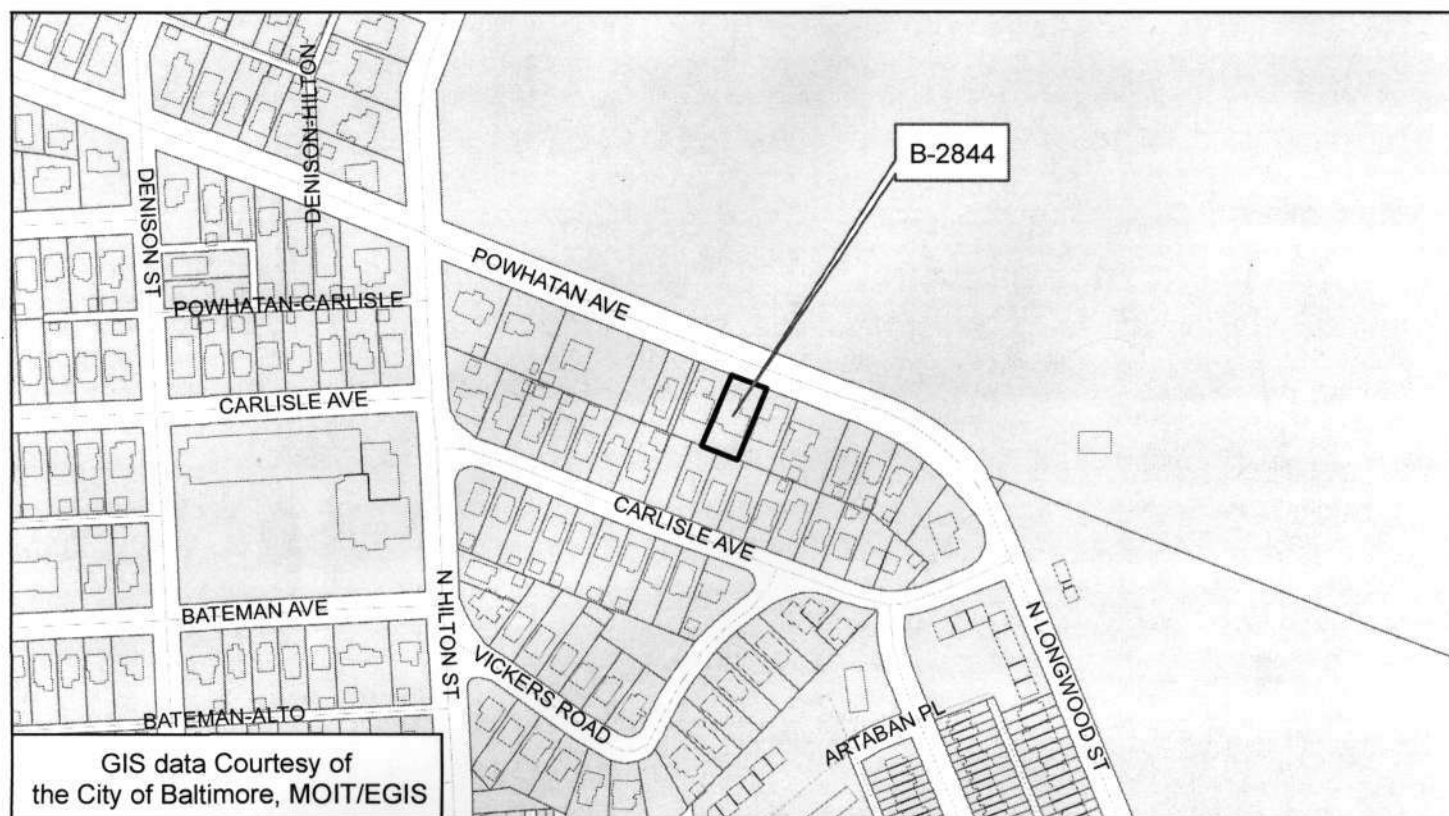 DENISON-HILTON
B-2844
DENISON ST
POWHATAN AVE
POWHATAN-CARLISLE
CARLISLE AVE
CARLISLE AVE
BATEMAN AVE
N HILTON ST
N LONGWOOD ST
VICKERS ROAD
BATEMAN-ALTO
ARTABAN PL
GIS data Courtesy of
the City of Baltimore, MOIT/EGIS